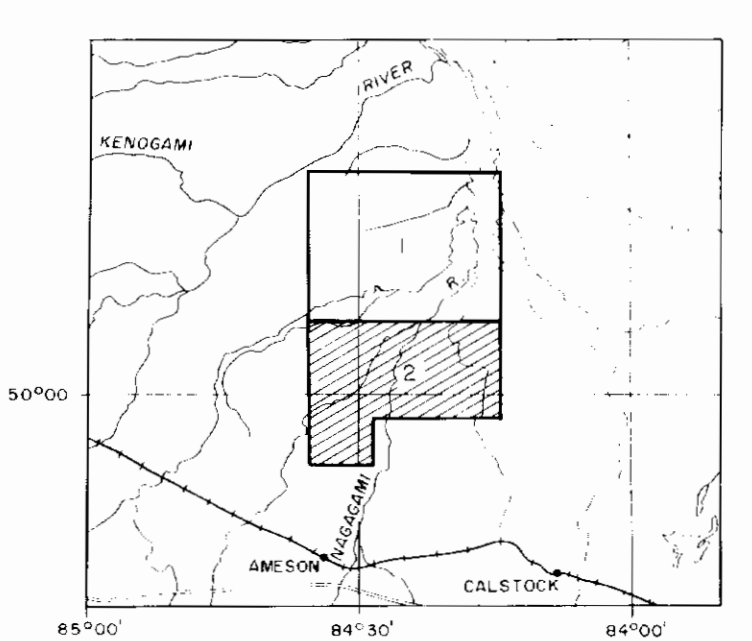 RIVER
KENOGAMI
1
R.
2
50°00
NAGAGAMI
AMESON
CALSTOCK
85°00'
84°30'
84°00'